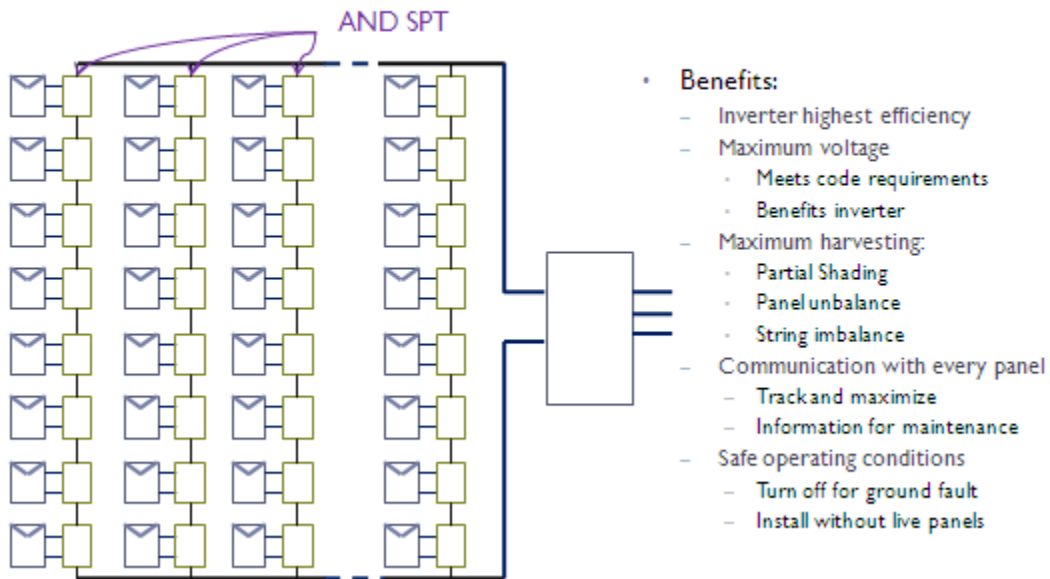 AND SPT
• Benefits:
– Inverter highest efficiency
– Maximum voltage
• Meets code requirements
• Benefits inverter
– Maximum harvesting:
• Partial Shading
• Panel unbalance
• String imbalance
– Communication with every panel
– Track and maximize
– Information for maintenance
– Safe operating conditions
– Turn off for ground fault
– Install without live panels